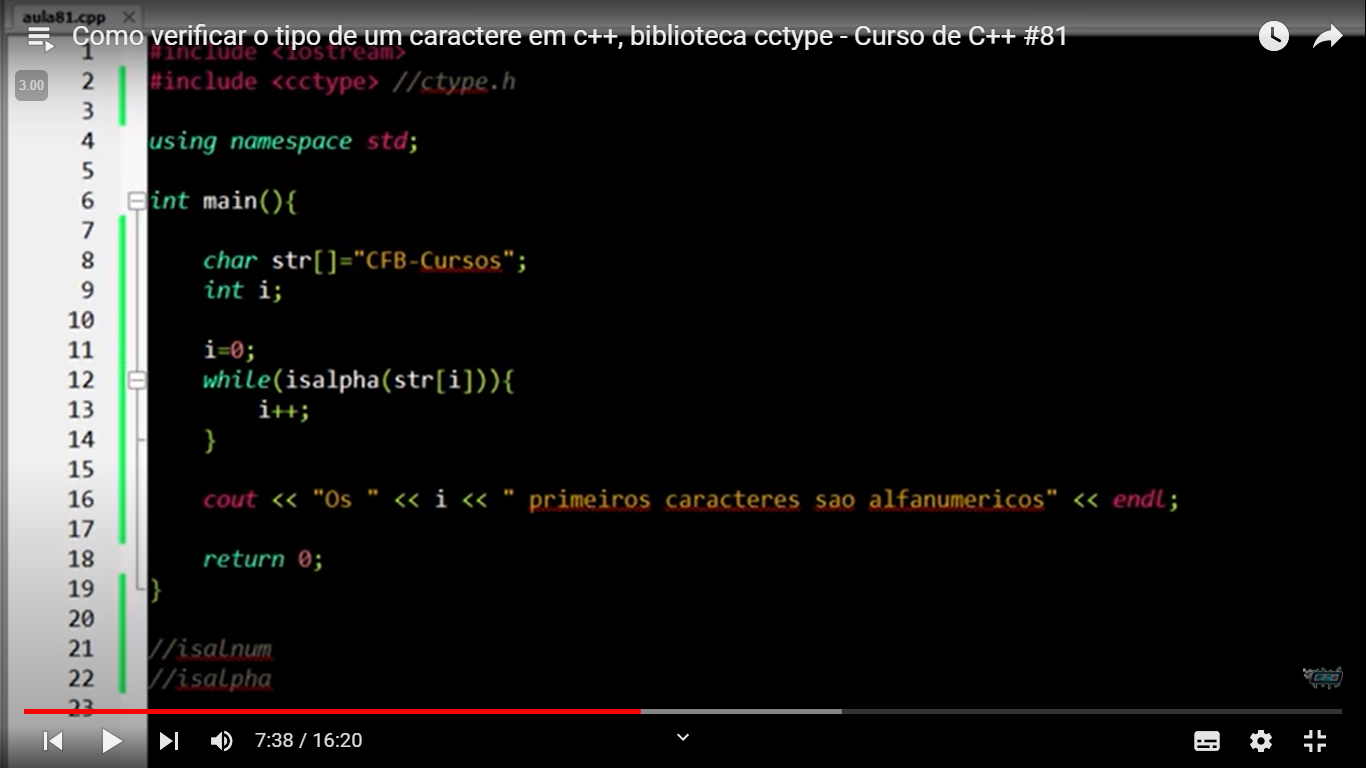 aula81.cpp
Como verificar o tipo de um caractere em c++, biblioteca cctype - Curso de C++ #81
3.00
1 #include <iostream>
2 #include <cctype> //ctype.h
3
4 using namespace std;
5
6 int main(){
7
8 char str[]="CFB-Cursos";
9 int i;
10
11 i=0;
12 while(isalpha(str[i])){
13 i++;
14 }
15
16 cout << "Os " << i << " primeiros caracteres sao alfanumericos" << endl;
17
18 return 0;
19 }
20
21 //isalnum
22 //isalpha
23
7:38 / 16:20